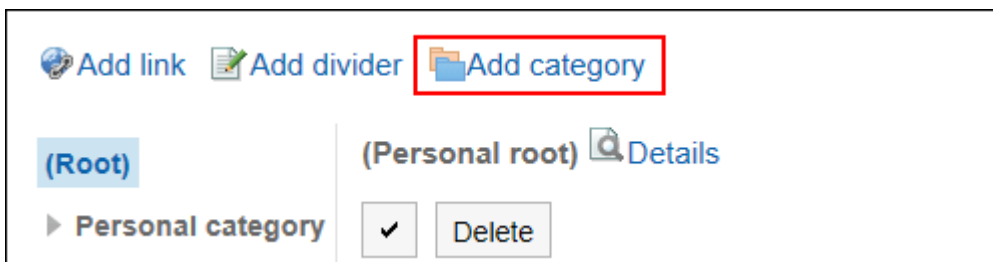 Add link Add divider Add category
(Root)
Personal category
(Personal root) Details
Delete